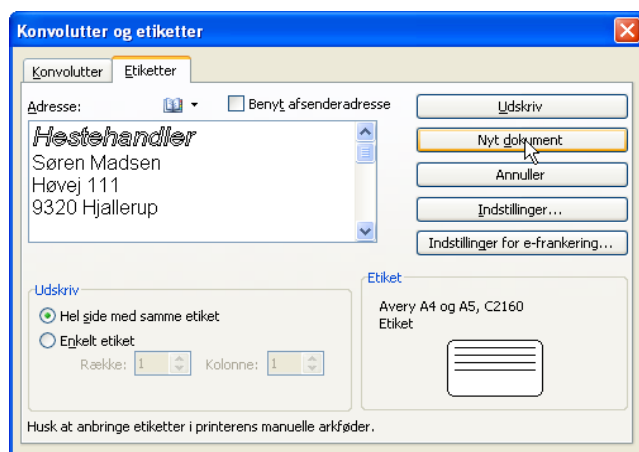 Konvolutter og etiketter
Konvolutter Etiketter
Adresse: Benyt afsenderadresse
Hestehandler
Søren Madsen
Høvej 111
9320 Hjallerup
Udskriv
Nyt dokument
Annuller
Indstillinger...
Indstillinger for e-frankering...
Udskriv
Hel side med samme etiket
Enkelt etiket
Række: 1 Kolonne: 1
Etiket
Avery A4 og A5, C2160
Etiket
Husk at anbringe etiketter i printerens manuelle arkføder.